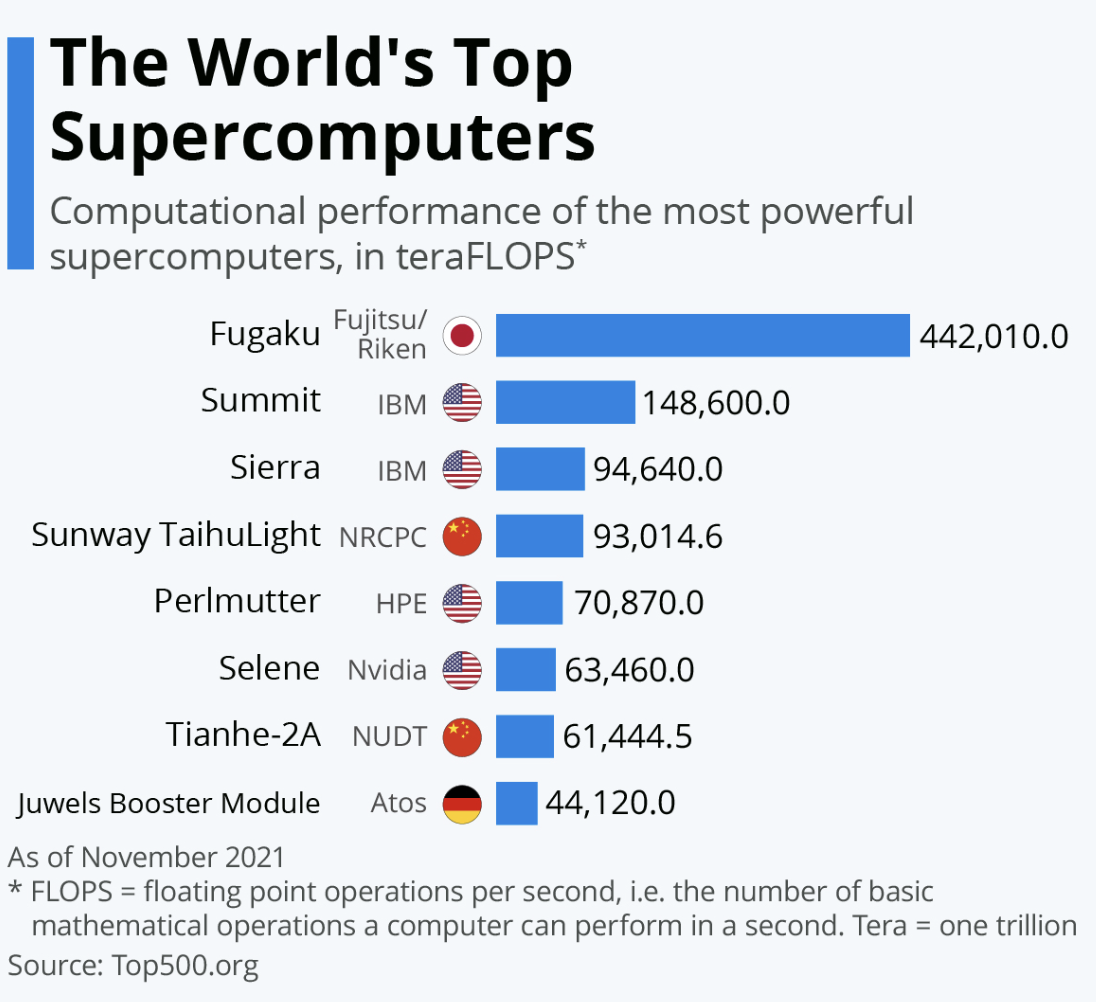 The World's Top
Supercomputers
Computational performance of the most powerful
supercomputers, in teraFLOPS*
Fugaku Fujitsu/
Riken 442,010.0
Summit IBM 148,600.0
Sierra IBM 94,640.0
Sunway TaihuLight NRCPC 93,014.6
Perlmutter HPE 70,870.0
Selene Nvidia 63,460.0
Tianhe-2A NUDT 61,444.5
Juwels Booster Module Atos 44,120.0
As of November 2021
* FLOPS = floating point operations per second, i.e. the number of basic
mathematical operations a computer can perform in a second. Tera = one trillion
Source: Top500.org